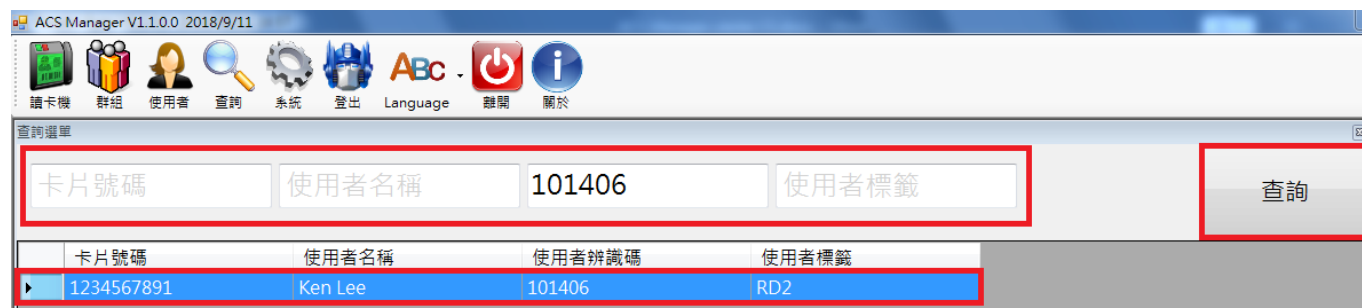 ACS Manager V1.1.0.0 2018/9/11
讀卡機 群組 使用者 查詢 系統 登出 ABC Language 離開 關於
查詢選單
卡片號碼 使用者名稱 101406 使用者標籤 查詢
卡片號碼 使用者名稱 使用者辨識碼 使用者標籤
1234567891 Ken Lee 101406 RD2